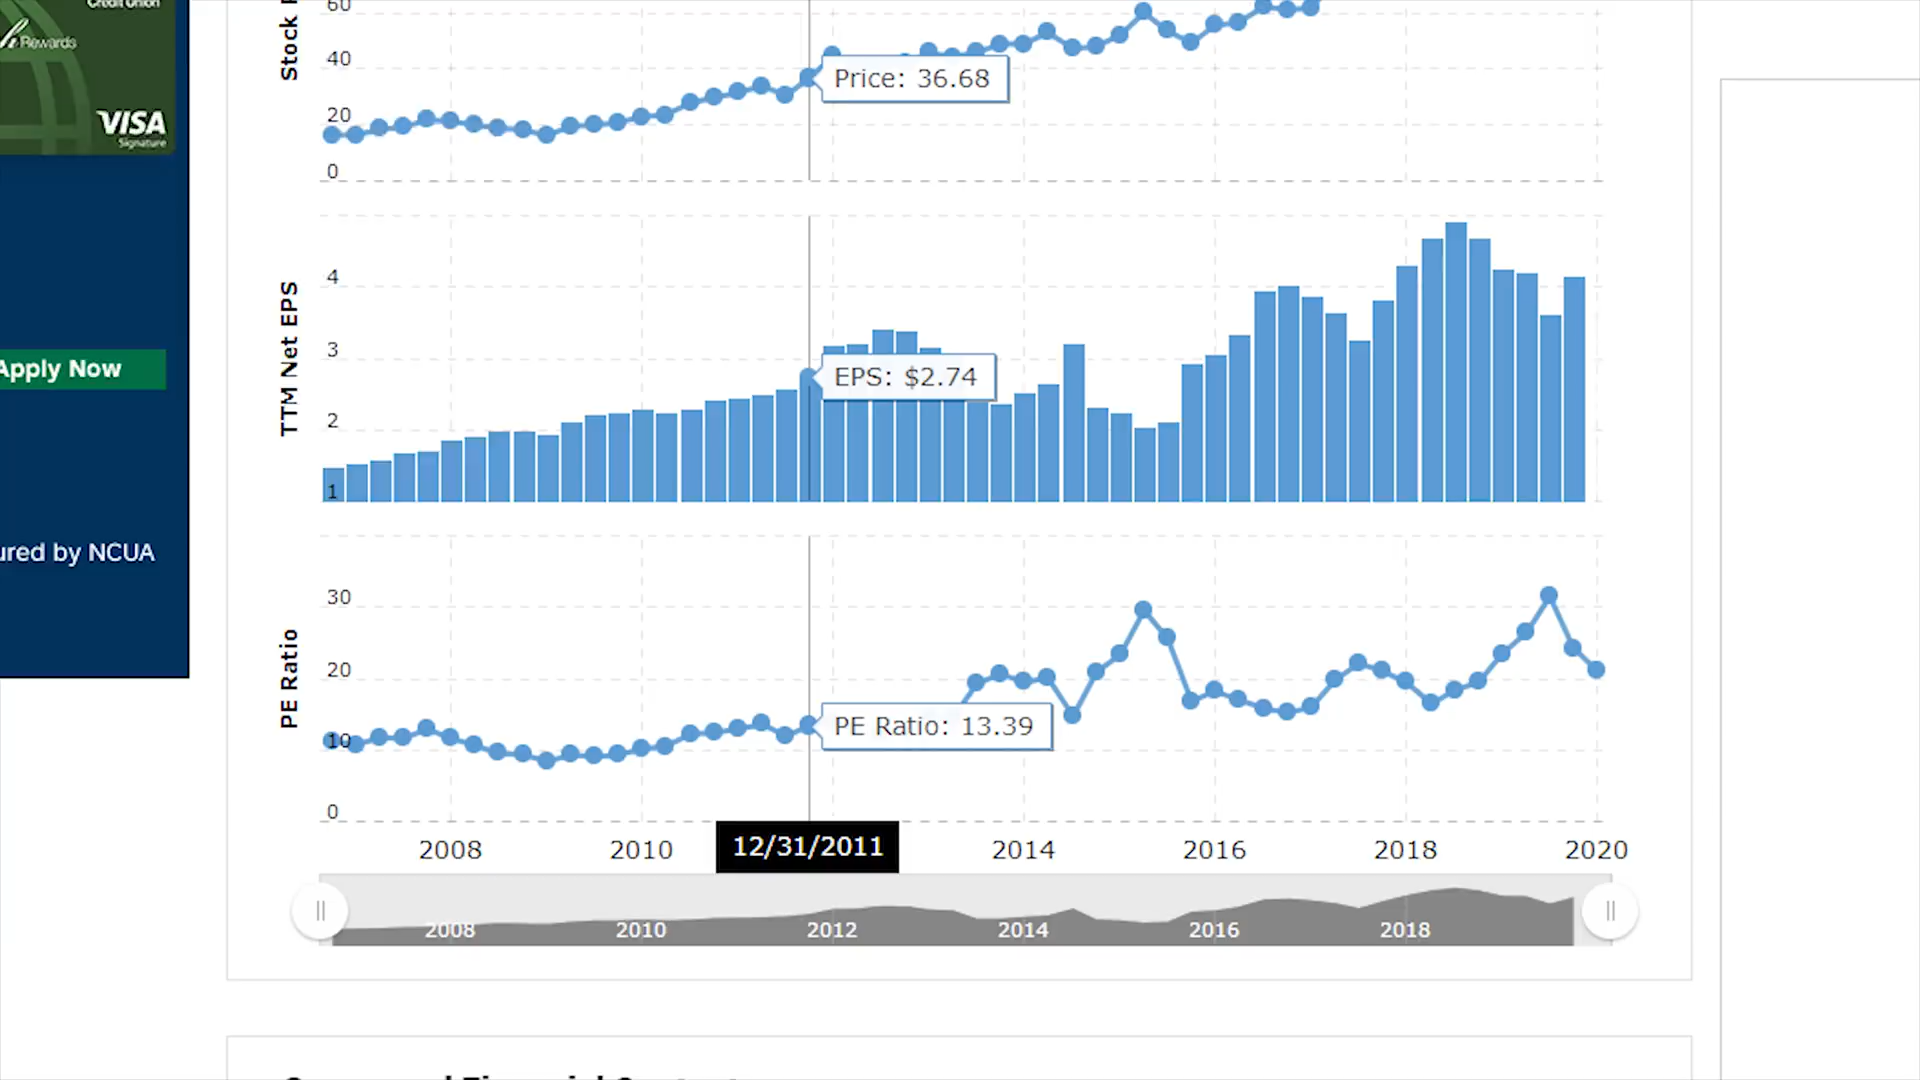 Credit Union
Rewards
VISA
Signature
Apply Now
ured by NCUA
Stock
60
40
20
0
Price: 36.68
TTM Net EPS
4
3
2
1
EPS: $2.74
PE Ratio
30
20
10
0
PE Ratio: 13.39
2008 2010 12/31/2011 2014 2016 2018 2020
2008 2010 2012 2014 2016 2018